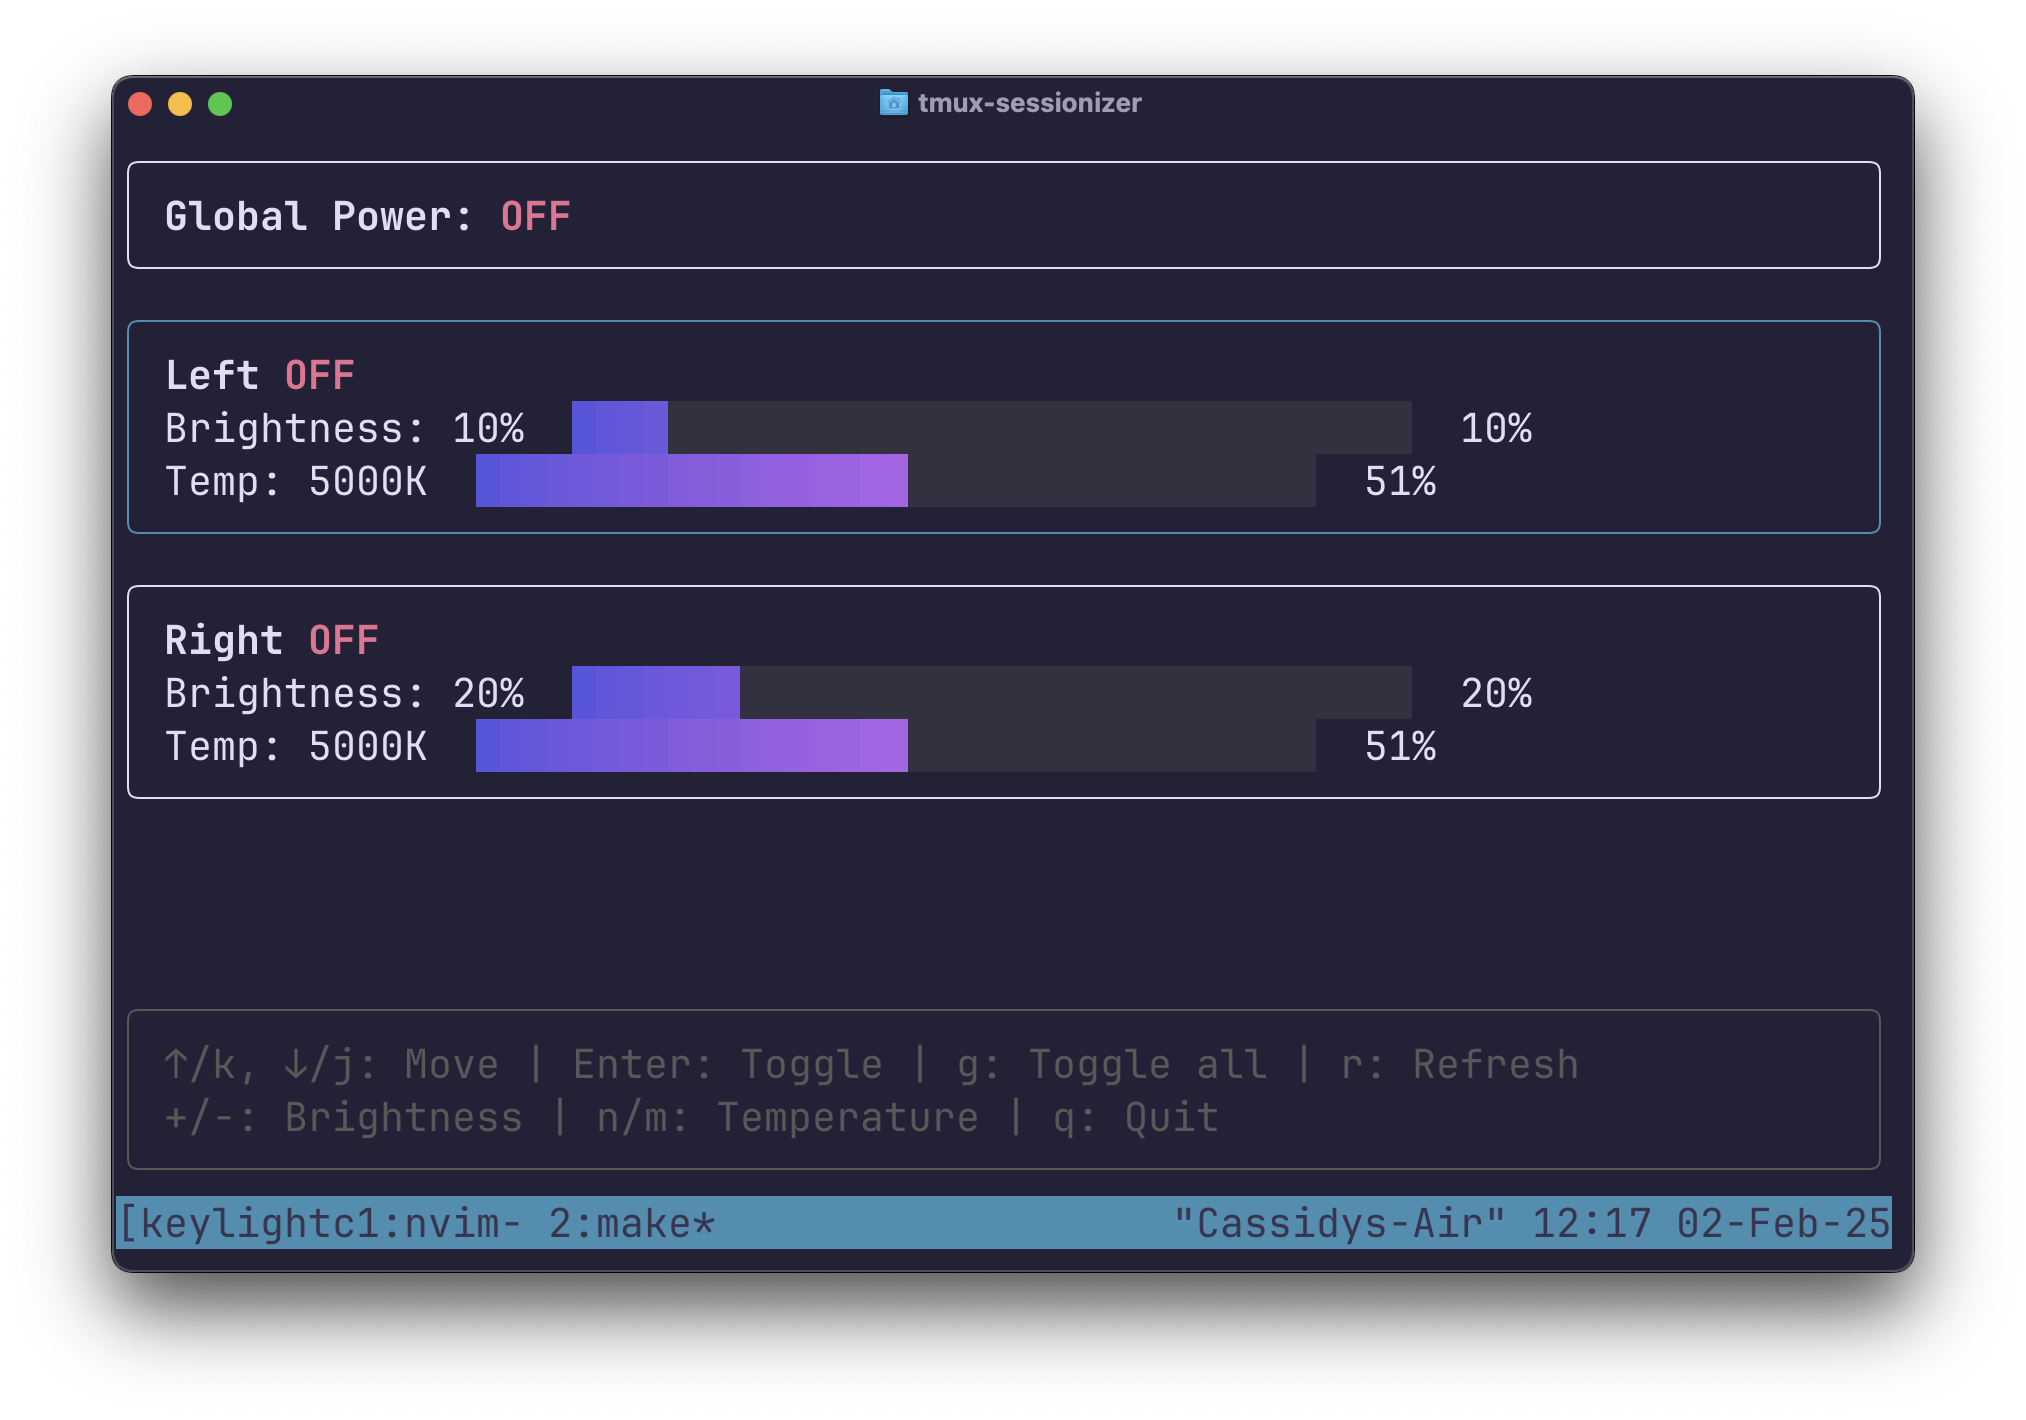 tmux-sessionizer
Global Power: OFF
Left OFF
Brightness: 10% 10%
Temp: 5000K 51%
Right OFF
Brightness: 20% 20%
Temp: 5000K 51%
↑/k, ↓/j: Move | Enter: Toggle | g: Toggle all | r: Refresh
+/-: Brightness | n/m: Temperature | q: Quit
[keylightc1:nvim- 2:make* "Cassidys-Air" 12:17 02-Feb-25